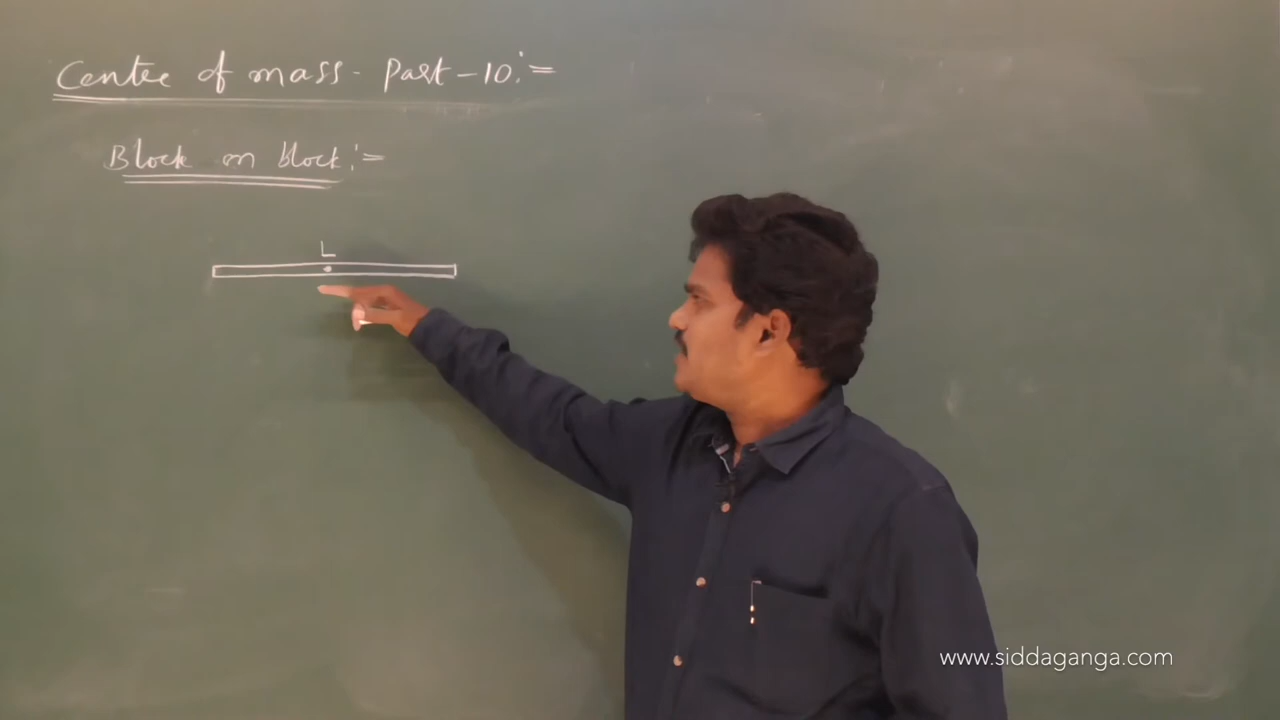 Centre of mass - Part - 10:=
Block on block:=
L
www.siddaganga.com